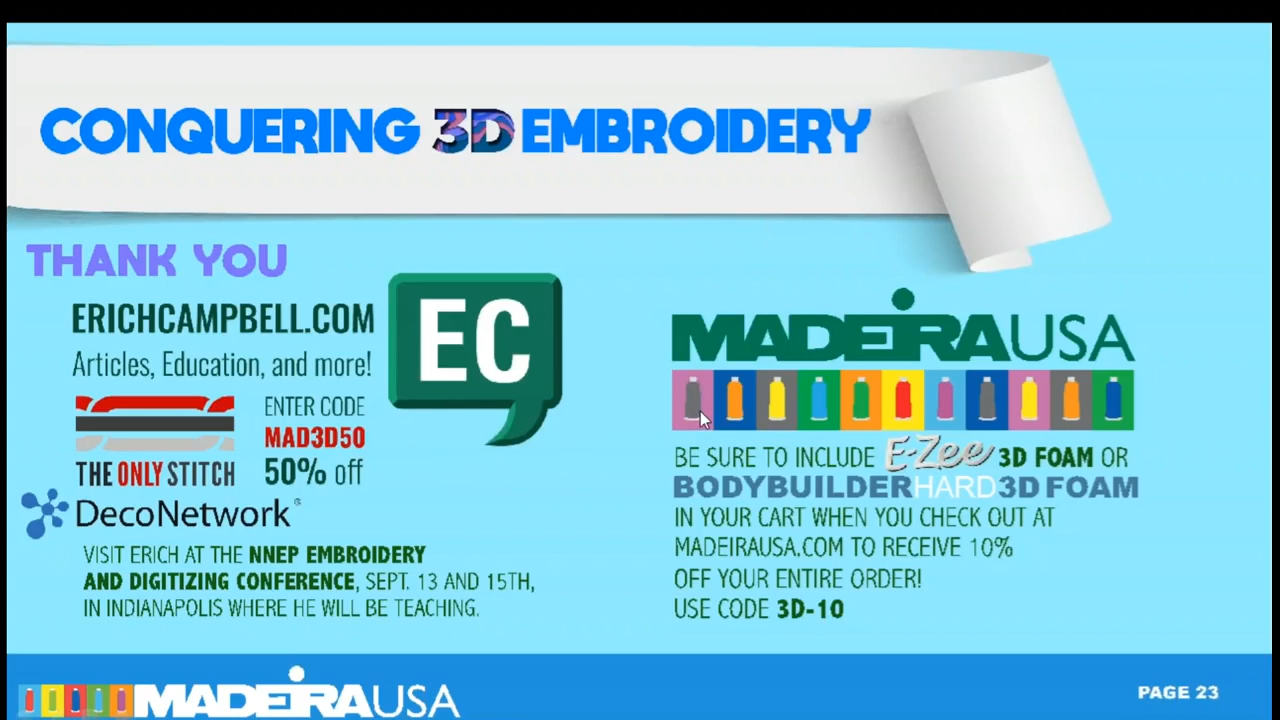 CONQUERING 3D EMBROIDERY
THANK YOU
ERICHCAMPBELL.COM
Articles, Education, and more!
EC
ENTER CODE
MAD3D50
50% off
THE ONLY STITCH
DecoNetwork®
VISIT ERICH AT THE NNEP EMBROIDERY
AND DIGITIZING CONFERENCE, SEPT. 13 AND 15TH,
IN INDIANAPOLIS WHERE HE WILL BE TEACHING.
MADEIRAUSA
BE SURE TO INCLUDE E-Zee 3D FOAM OR
BODYBUILDERHARD3D FOAM
IN YOUR CART WHEN YOU CHECK OUT AT
MADEIRAUSA.COM TO RECEIVE 10%
OFF YOUR ENTIRE ORDER!
USE CODE 3D-10
MADEIRAUSA
PAGE 23